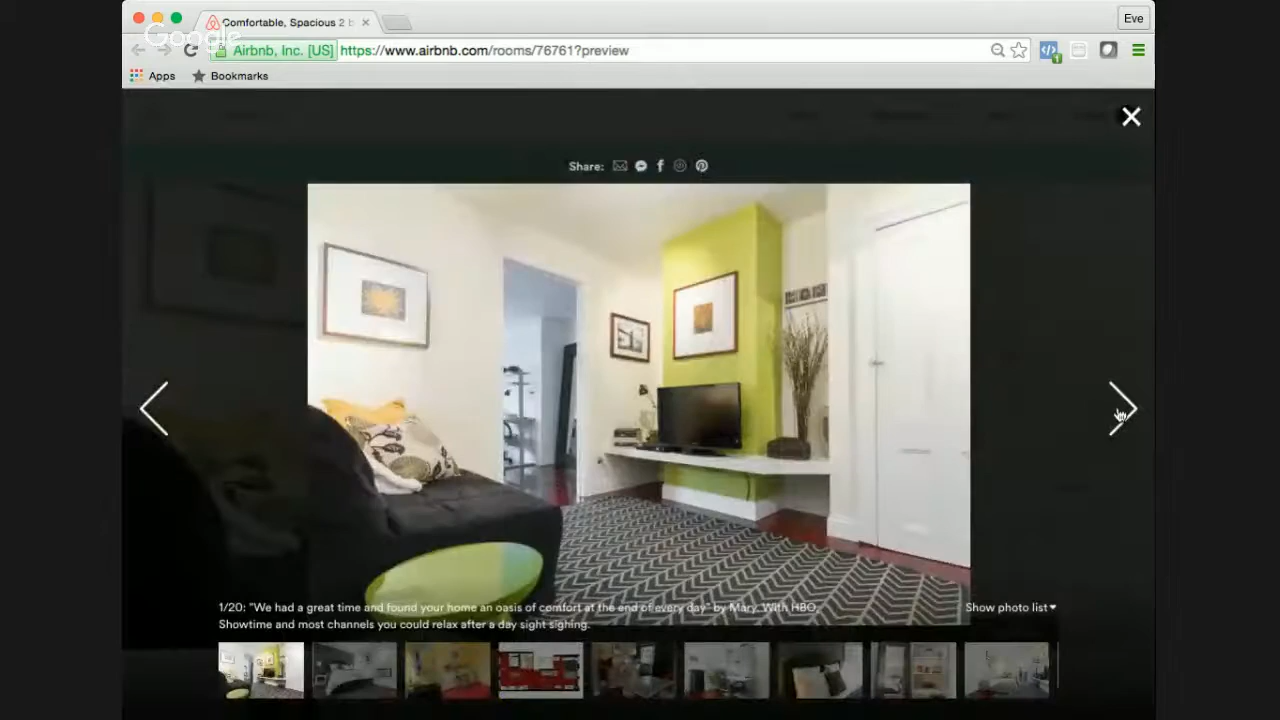 Comfortable, Spacious 2 b
Eve
Google
Airbnb, Inc. [US] https://www.airbnb.com/rooms/76761?preview
Apps Bookmarks
Share:
1/20: "We had a great time and found your home an oasis of comfort at the end of every day" by Mary. With HBO,
Showtime and most channels you could relax after a day sight sighing.
Show photo list